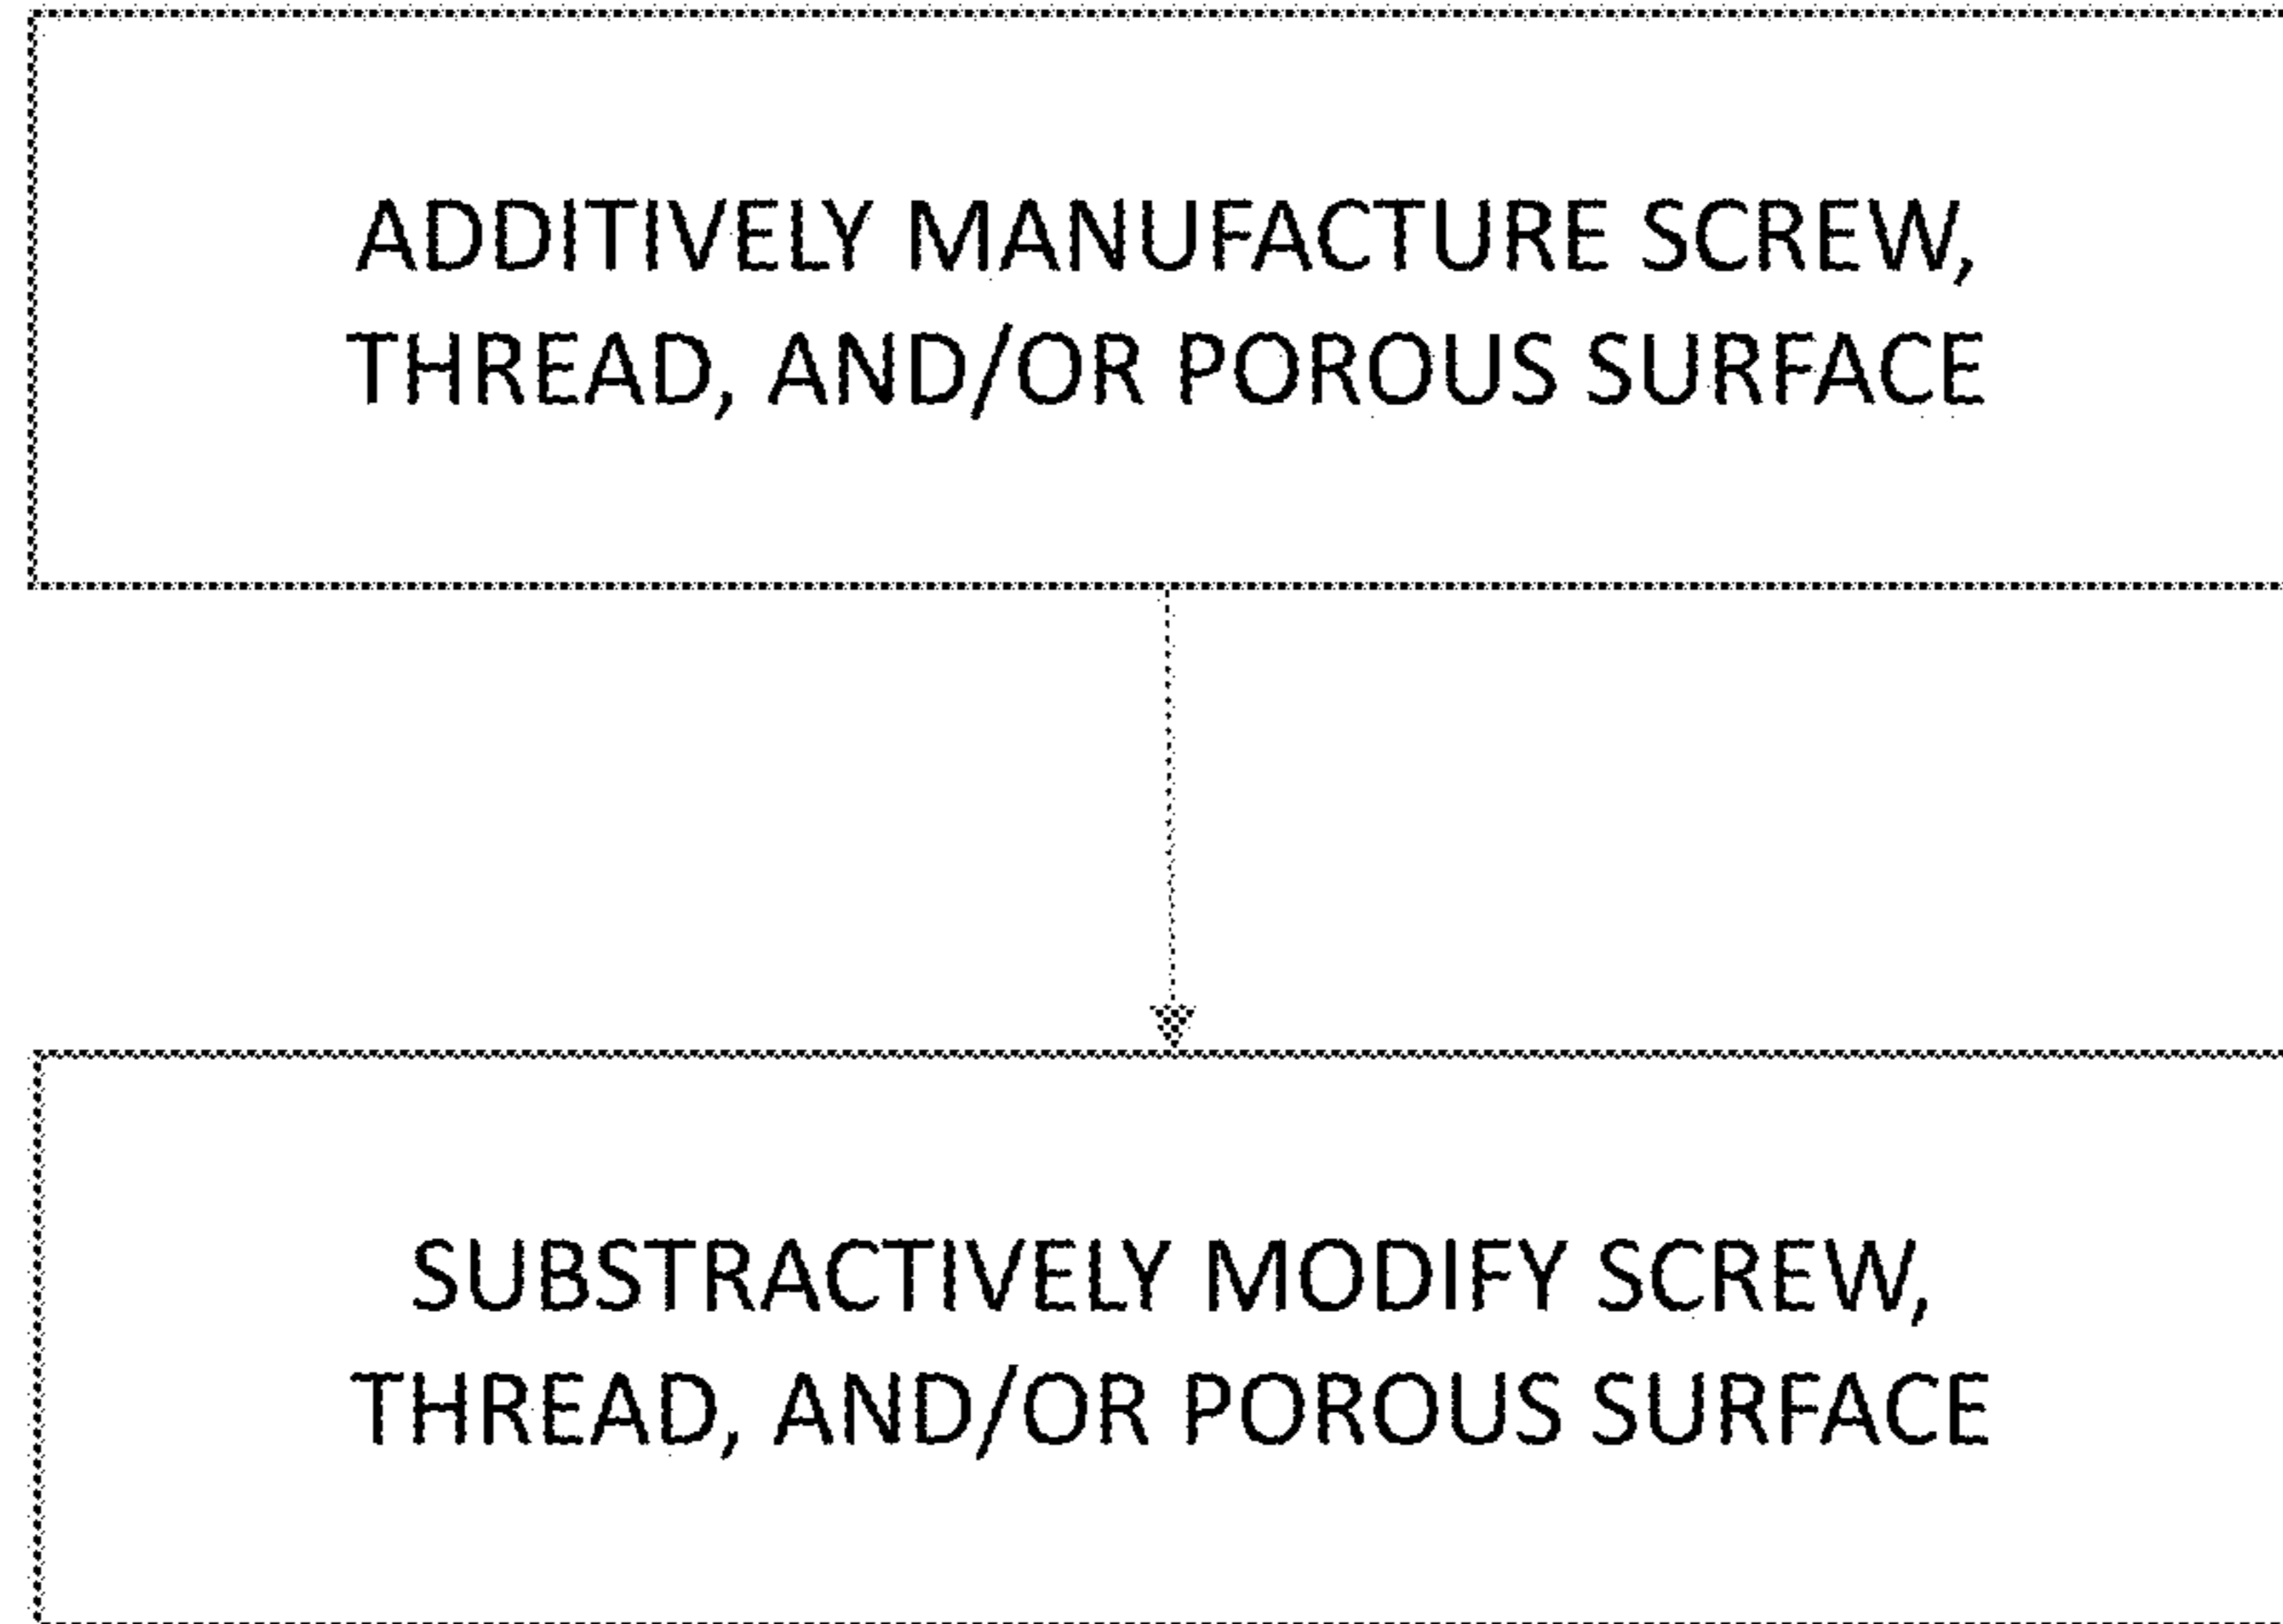 ADDITIVELY MANUFACTURE SCREW,
THREAD, AND/OR POROUS SURFACE
SUBSTRACTIVELY MODIFY SCREW,
THREAD, AND/OR POROUS SURFACE